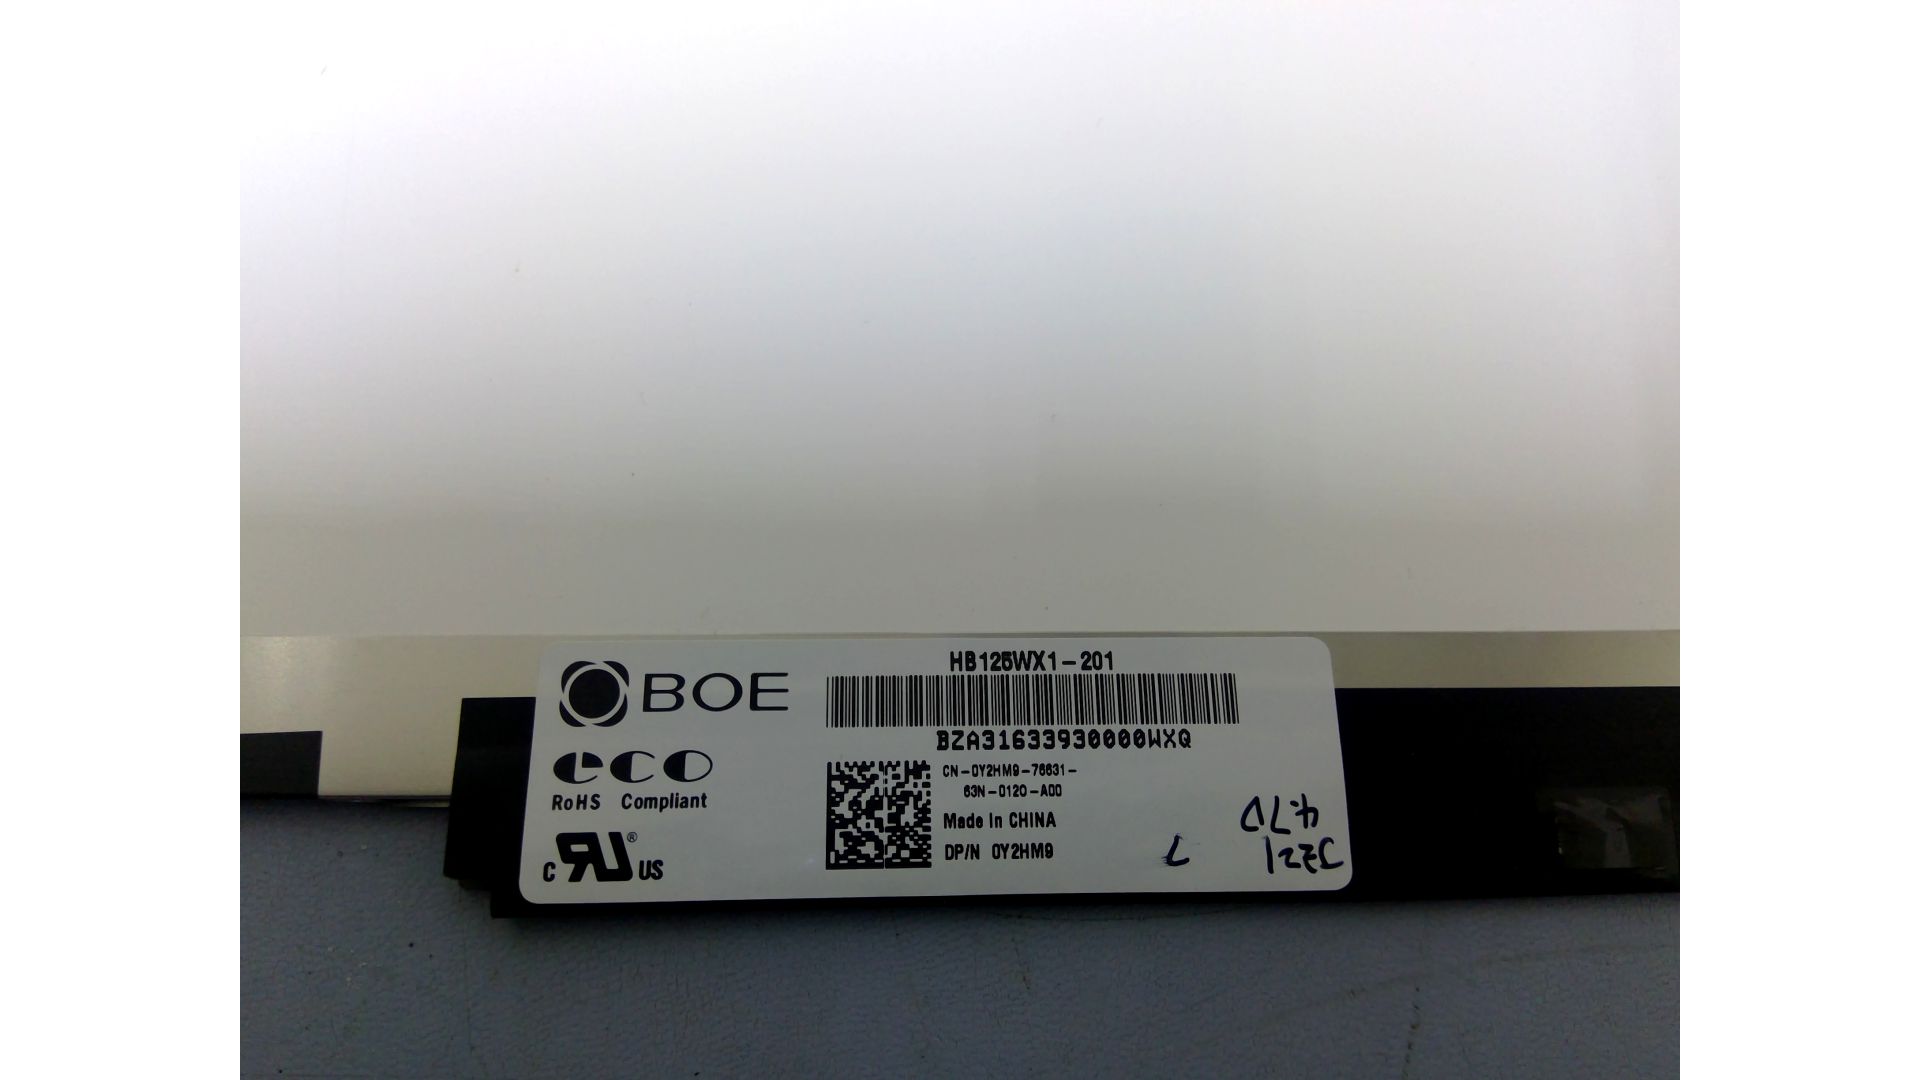 BOE
HB125WX1-201
BZA31633930000WXQ
eco
RoHS Compliant
CN-0Y2HM9-76631-
63N-0120-A00
Made In CHINA
DP/N 0Y2HM9
C RU® US